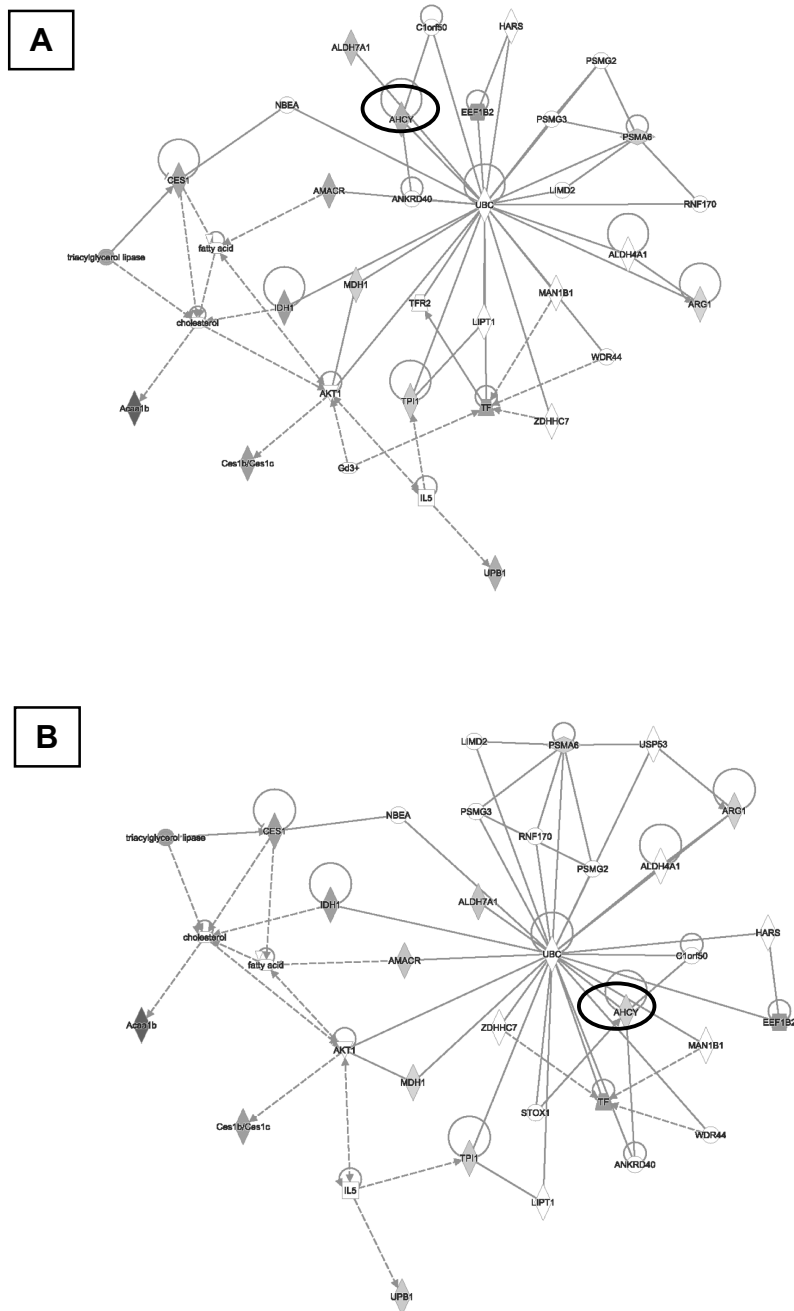 A
C1orf50
HARS
ALDH7A1
PSMG2
NBEA
AHCY
EEF1B2
PSMG3
PSMA6
CES1
AMACR
ANKRD40
UBC
LIMD2
RNF170
fatty acid
triacylglycerol lipase
ALDH4A1
IDH1
MDH1
TFR2
MAN1B1
ARG1
cholesterol
LIPT1
WDR44
AKT1
TPI1
TF
Acaa1b
ZDHHC7
Ces1b/Ces1c
Gd3+
IL5
UPB1
B
LIMD2
PSMA6
USP53
triacylglycerol lipase
CES1
NBEA
PSMG3
ARG1
RNF170
ALDH4A1
PSMG2
IDH1
ALDH7A1
cholesterol
HARS
fatty acid
AMACR
UBC
C1orf50
Acaa1b
AHCY
EEF1B2
ZDHHC7
AKT1
MAN1B1
MDH1
STOX1
TF
Ces1b/Ces1c
WDR44
TPI1
ANKRD40
IL5
LIPT1
UPB1